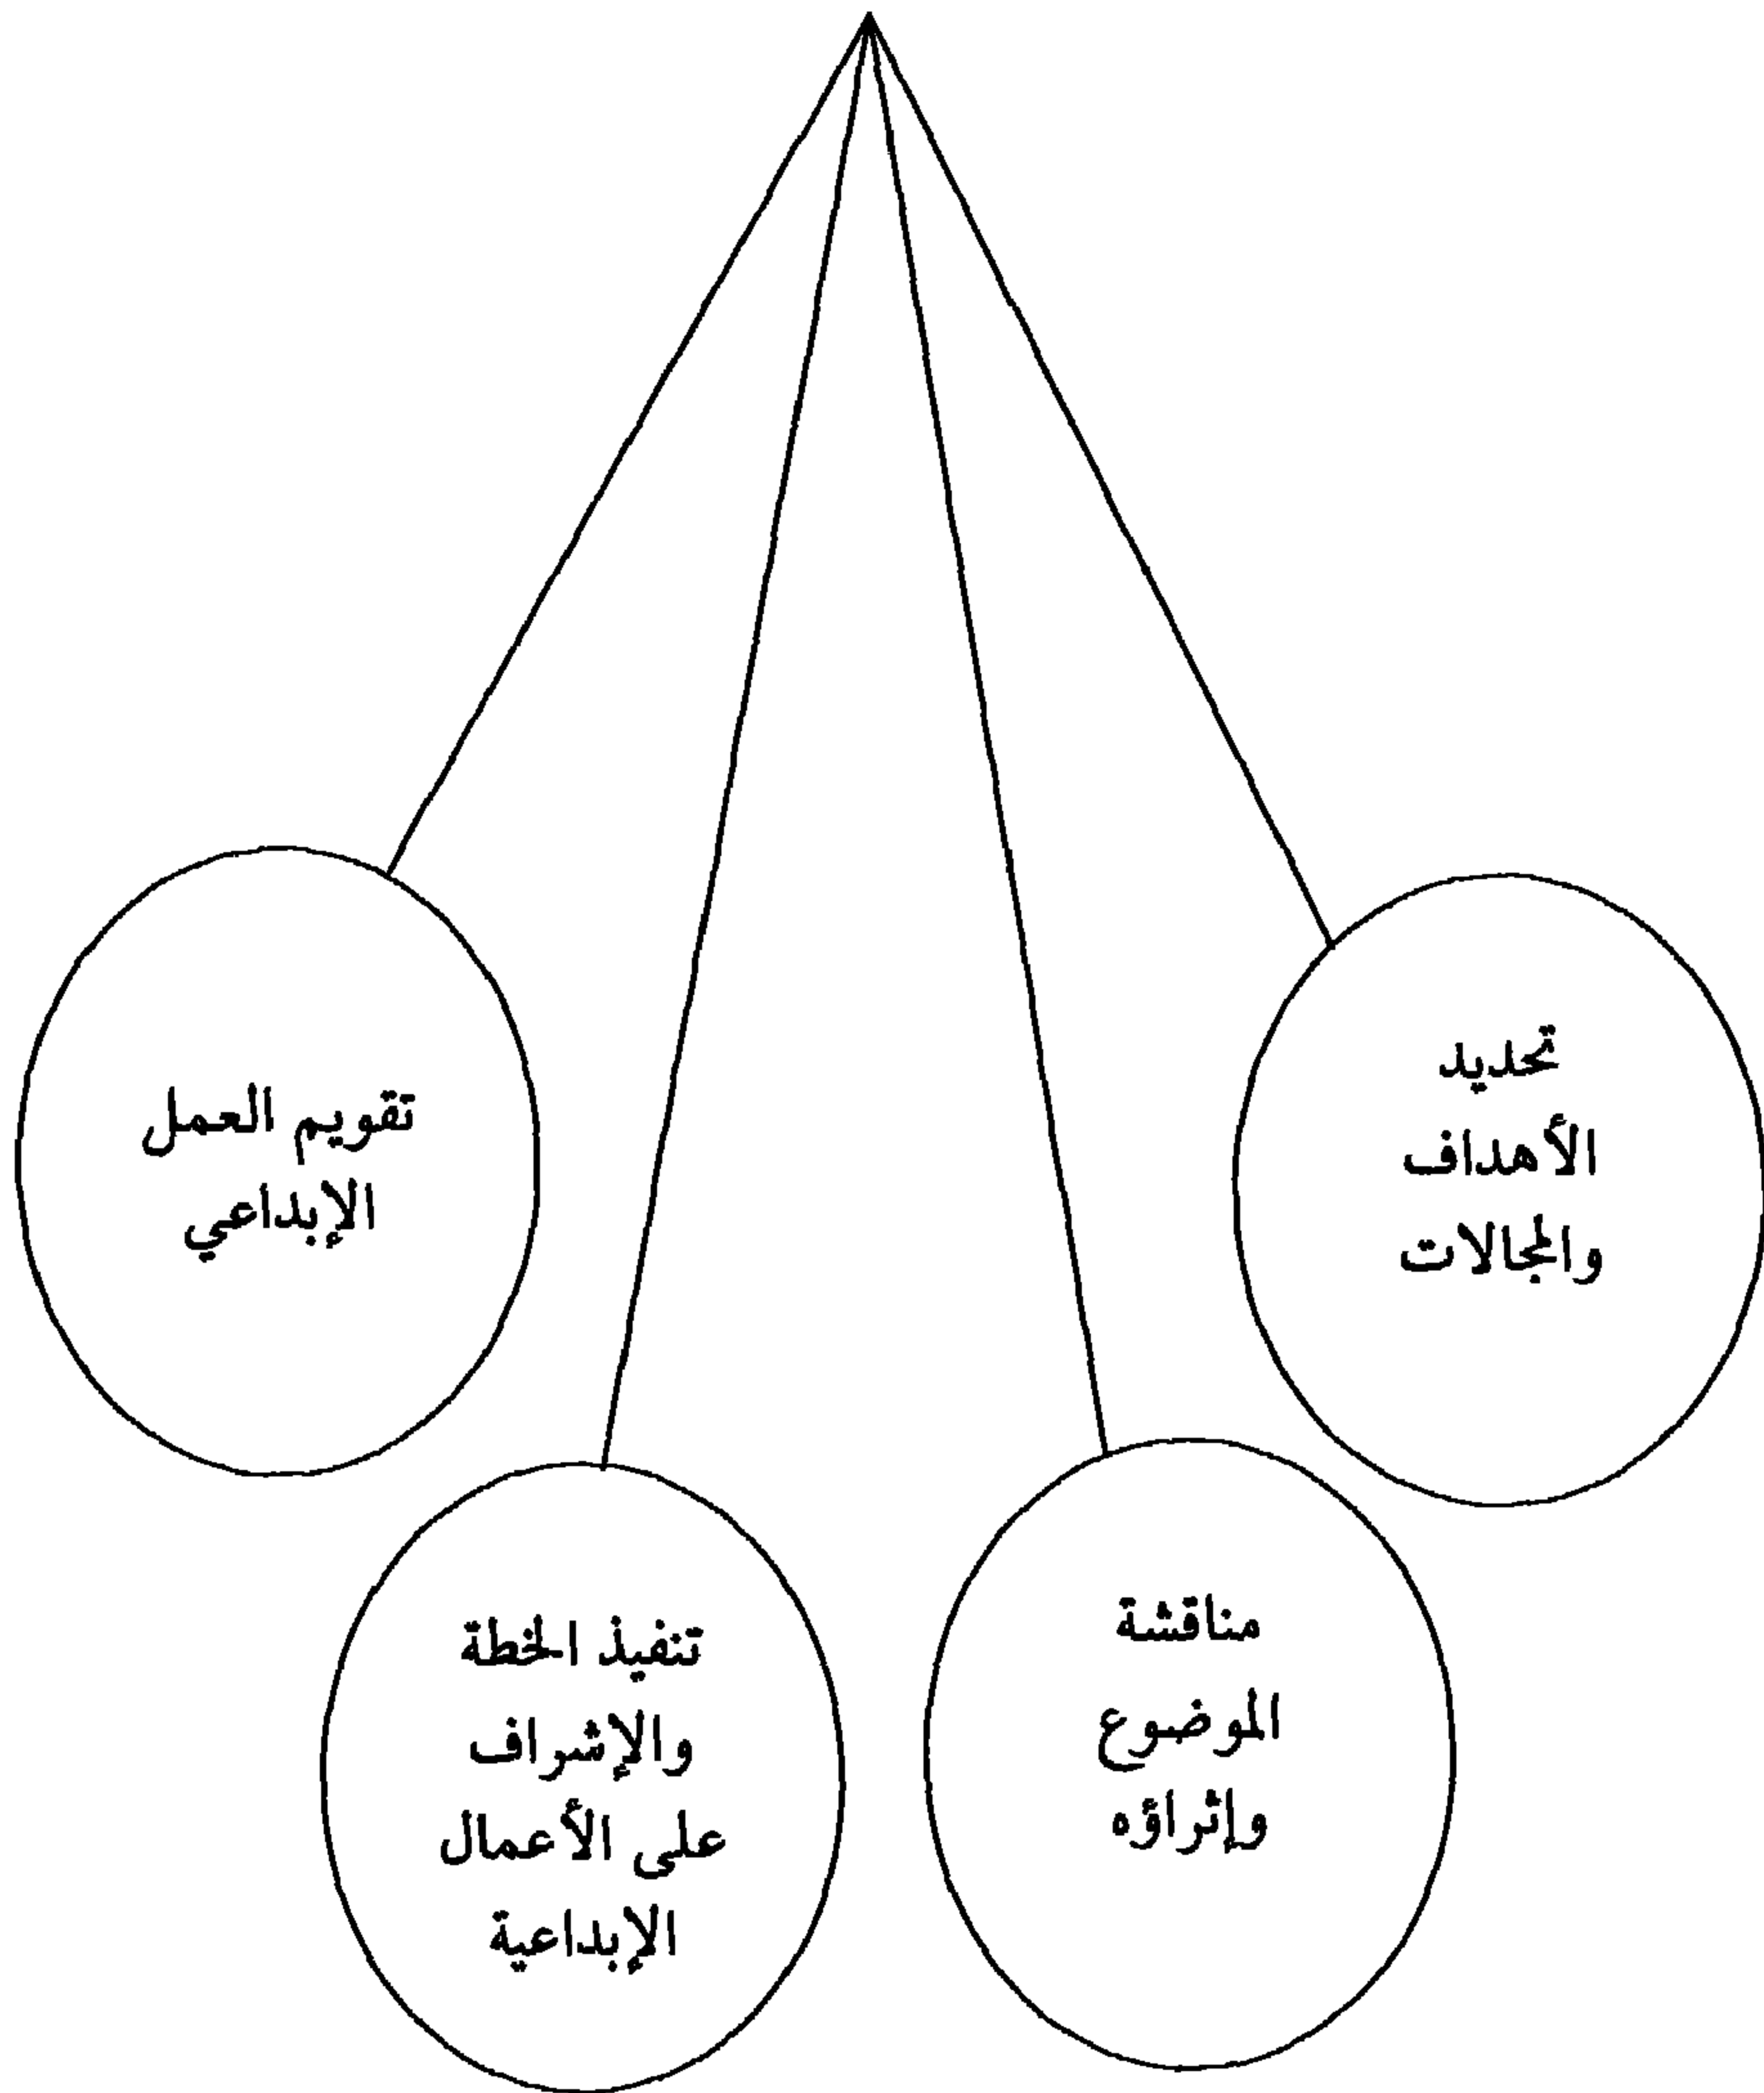 تحديد
الأهداف
والمجالات
مناقشة
الموضوع
وإثراؤه
تنفيذ الخطة
والإشراف
على الأعمال
الإبداعية
تقويم العمل
الإبداعي